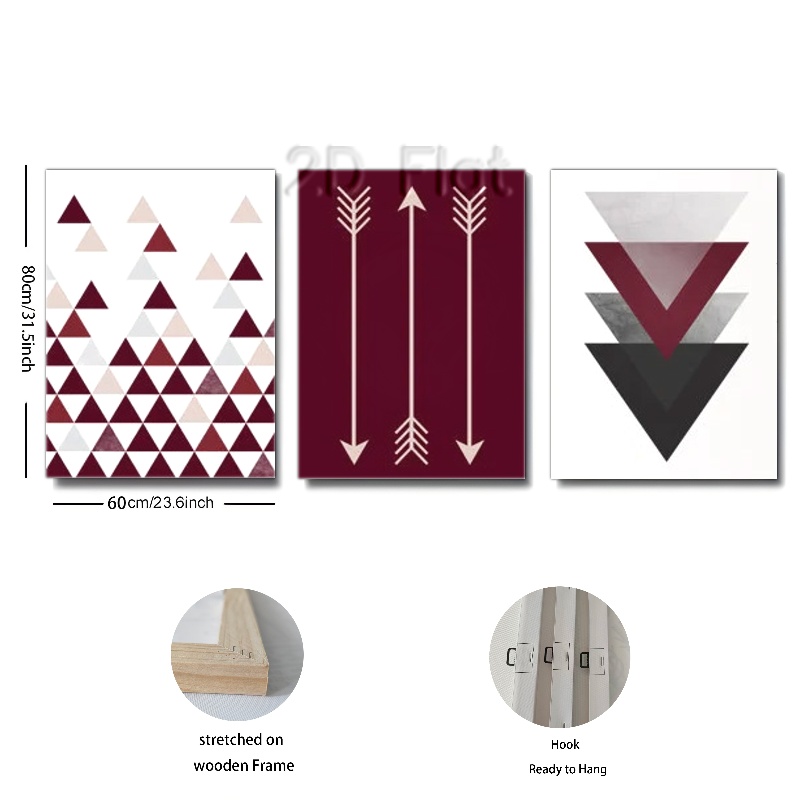 2D Flat
80cm/31.5inch
60cm/23.6inch
stretched on
wooden Frame
Hook
Ready to Hang